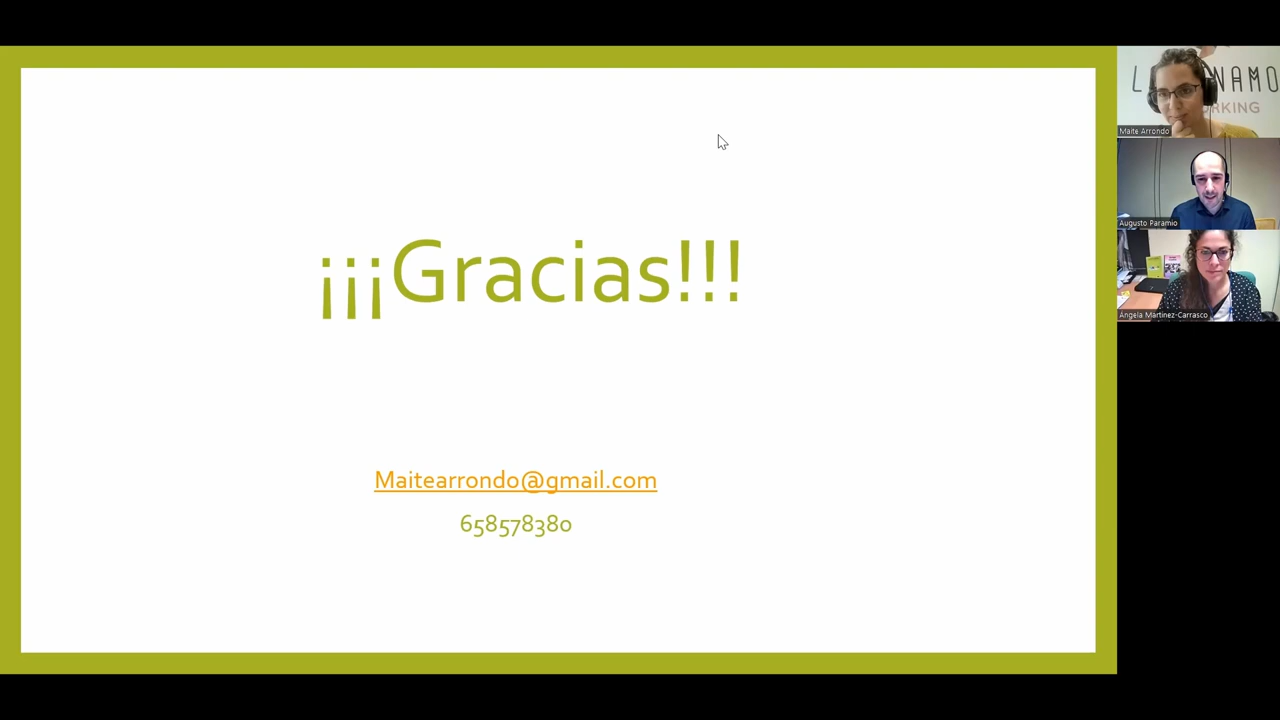 ¡¡¡Gracias!!!
Maitearrondo@gmail.com
658578380
Maite Arrondo
Augusto Paramio
Ángela Martínez-Carrasco